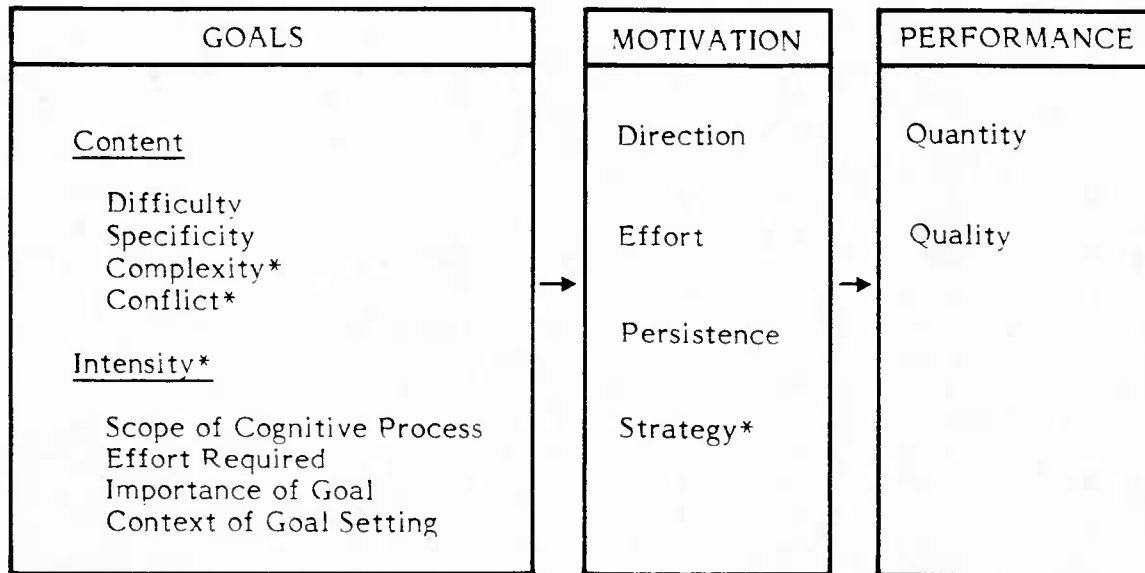 GOALS
Content
Difficulty
Specificity
Complexity*
Conflict*
Intensity*
Scope of Cognitive Process
Effort Required
Importance of Goal
Context of Goal Setting
MOTIVATION
Direction
Effort
Persistence
Strategy*
PERFORMANCE
Quantity
Quality